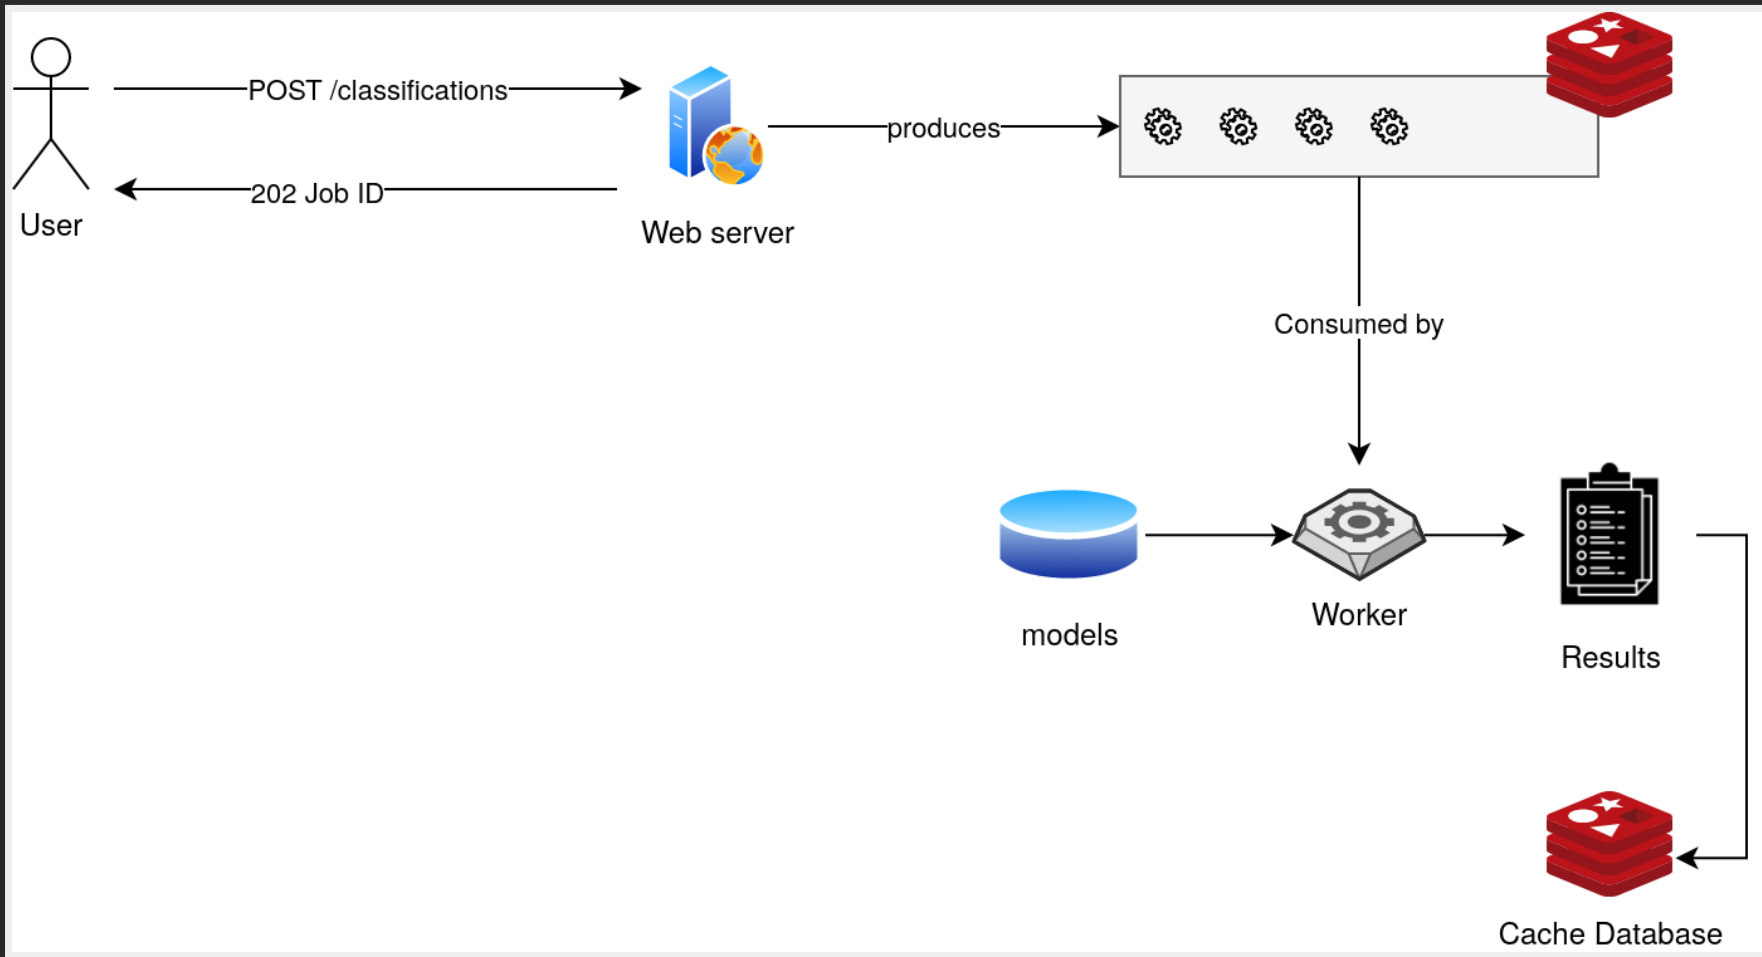 POST /classifications
produces
202 Job ID
User
Web server
Consumed by
models
Worker
Results
Cache Database